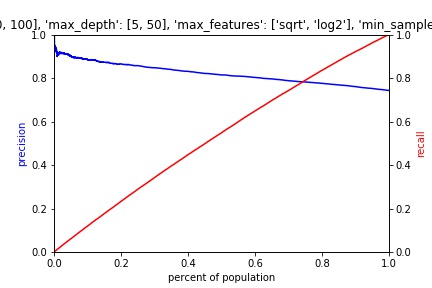 0, 100], 'max_depth': [5, 50], 'max_features': ['sqrt', 'log2'], 'min_sample
1.0 1.0
0.8 0.8
0.6 0.6
precision recall
0.4 0.4
0.2 0.2
0.0 0.0
0.0 0.2 0.4 0.6 0.8 1.0
percent of population